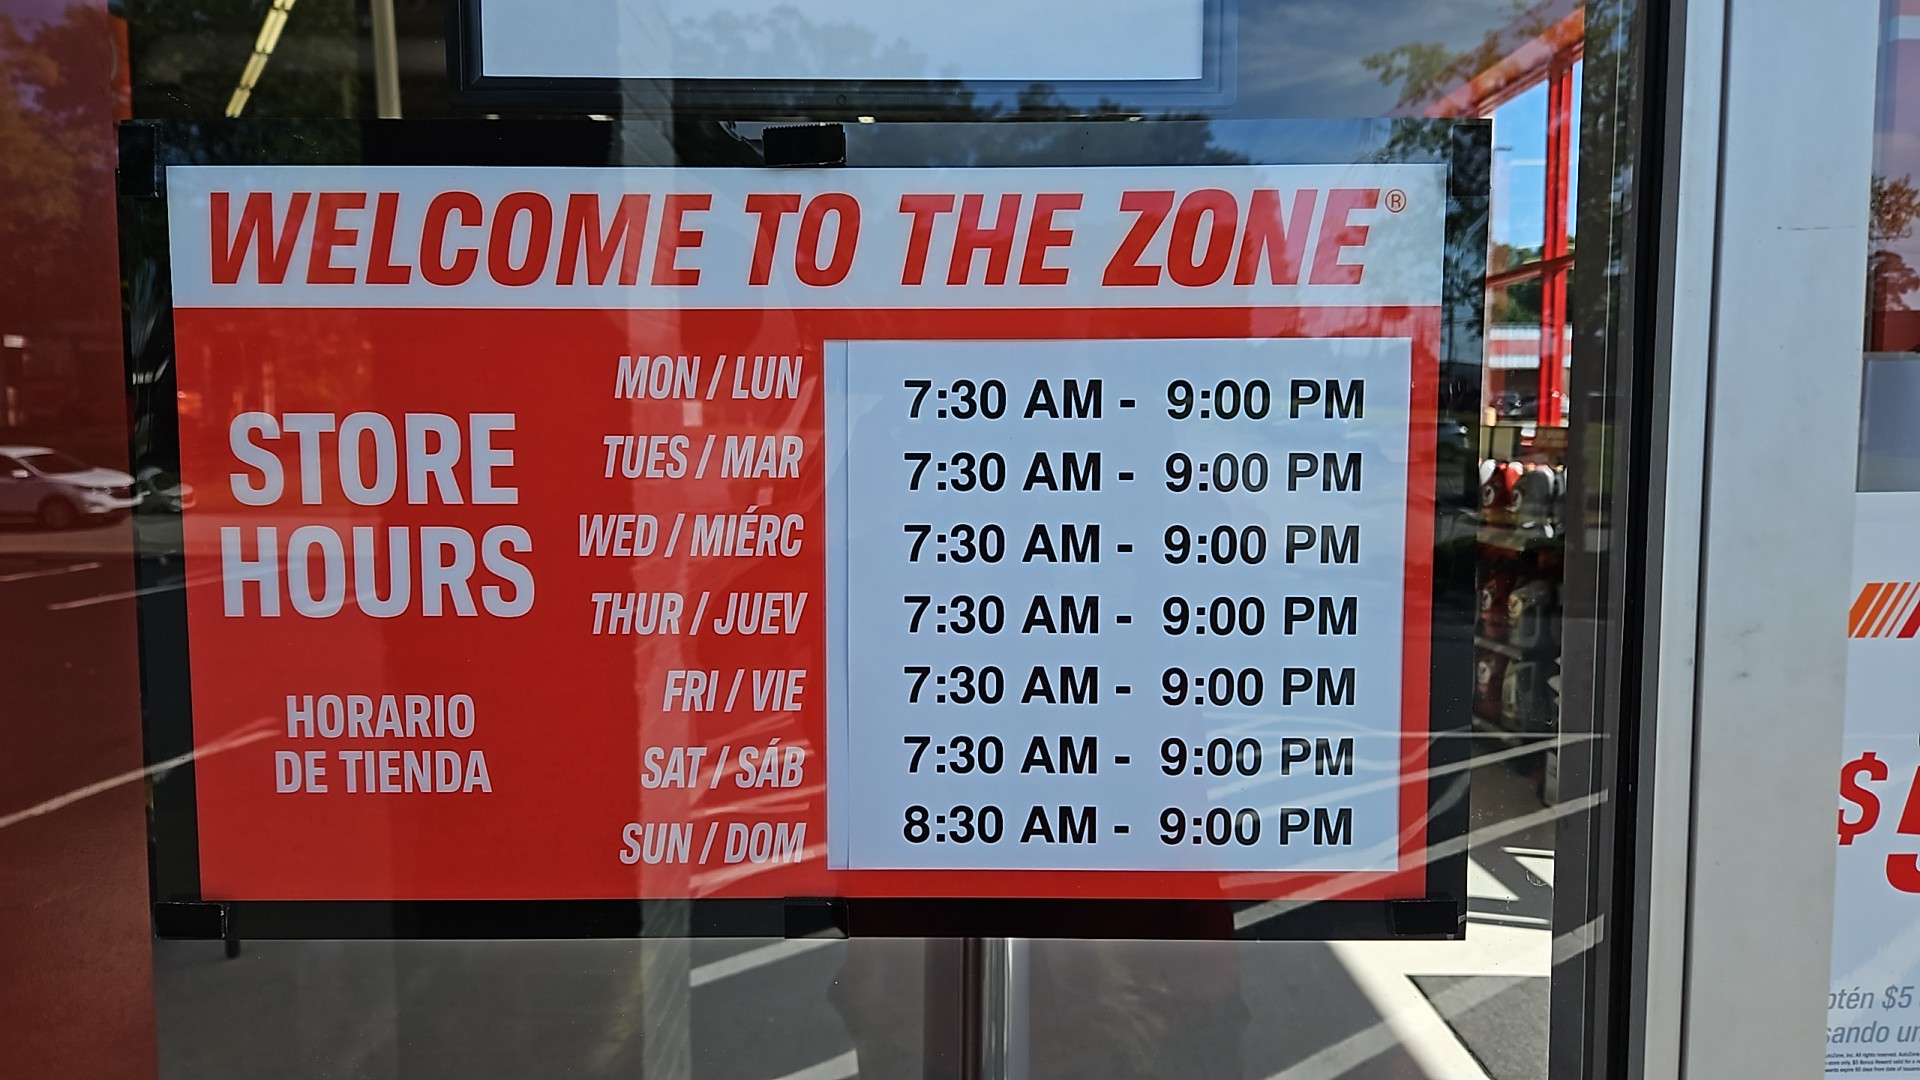 WELCOME TO THE ZONE®
STORE
HOURS
HORARIO
DE TIENDA
MON / LUN 7:30 AM - 9:00 PM
TUES / MAR 7:30 AM - 9:00 PM
WED / MIÉRC 7:30 AM - 9:00 PM
THUR / JUEV 7:30 AM - 9:00 PM
FRI / VIE 7:30 AM - 9:00 PM
SAT / SÁB 7:30 AM - 9:00 PM
SUN / DOM 8:30 AM - 9:00 PM
$5